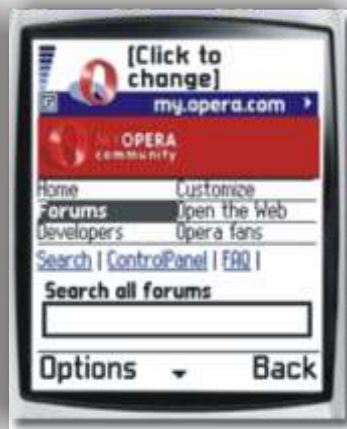 [Click to
change]
my.opera.com
My OPERA
community
Home Customize
Forums Open the Web
Developers Opera fans
Search | ControlPanel | FAQ |
Search all forums
Options Back